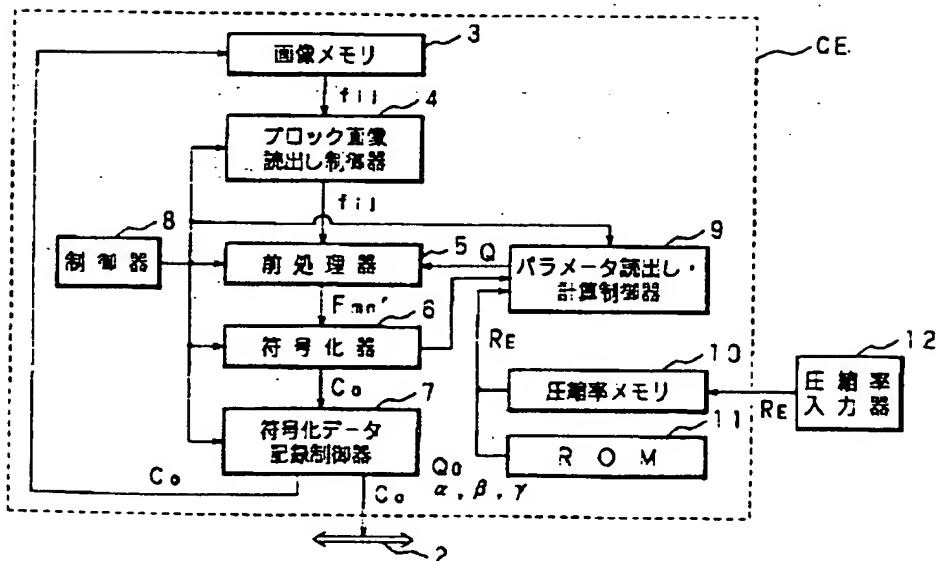 3
画像メモリ
CE
fij
4
ブロック画像
読出し制御器
fij
8
制御器
5
前処理器
Q
9
パラメータ読出し・
計算制御器
Fmn'
6
符号化器
RE
10
圧縮率メモリ
12
圧縮率
入力器
RE
Co
7
符号化データ
記録制御器
11
ROM
Co
Qo
α, β, γ
Co
2